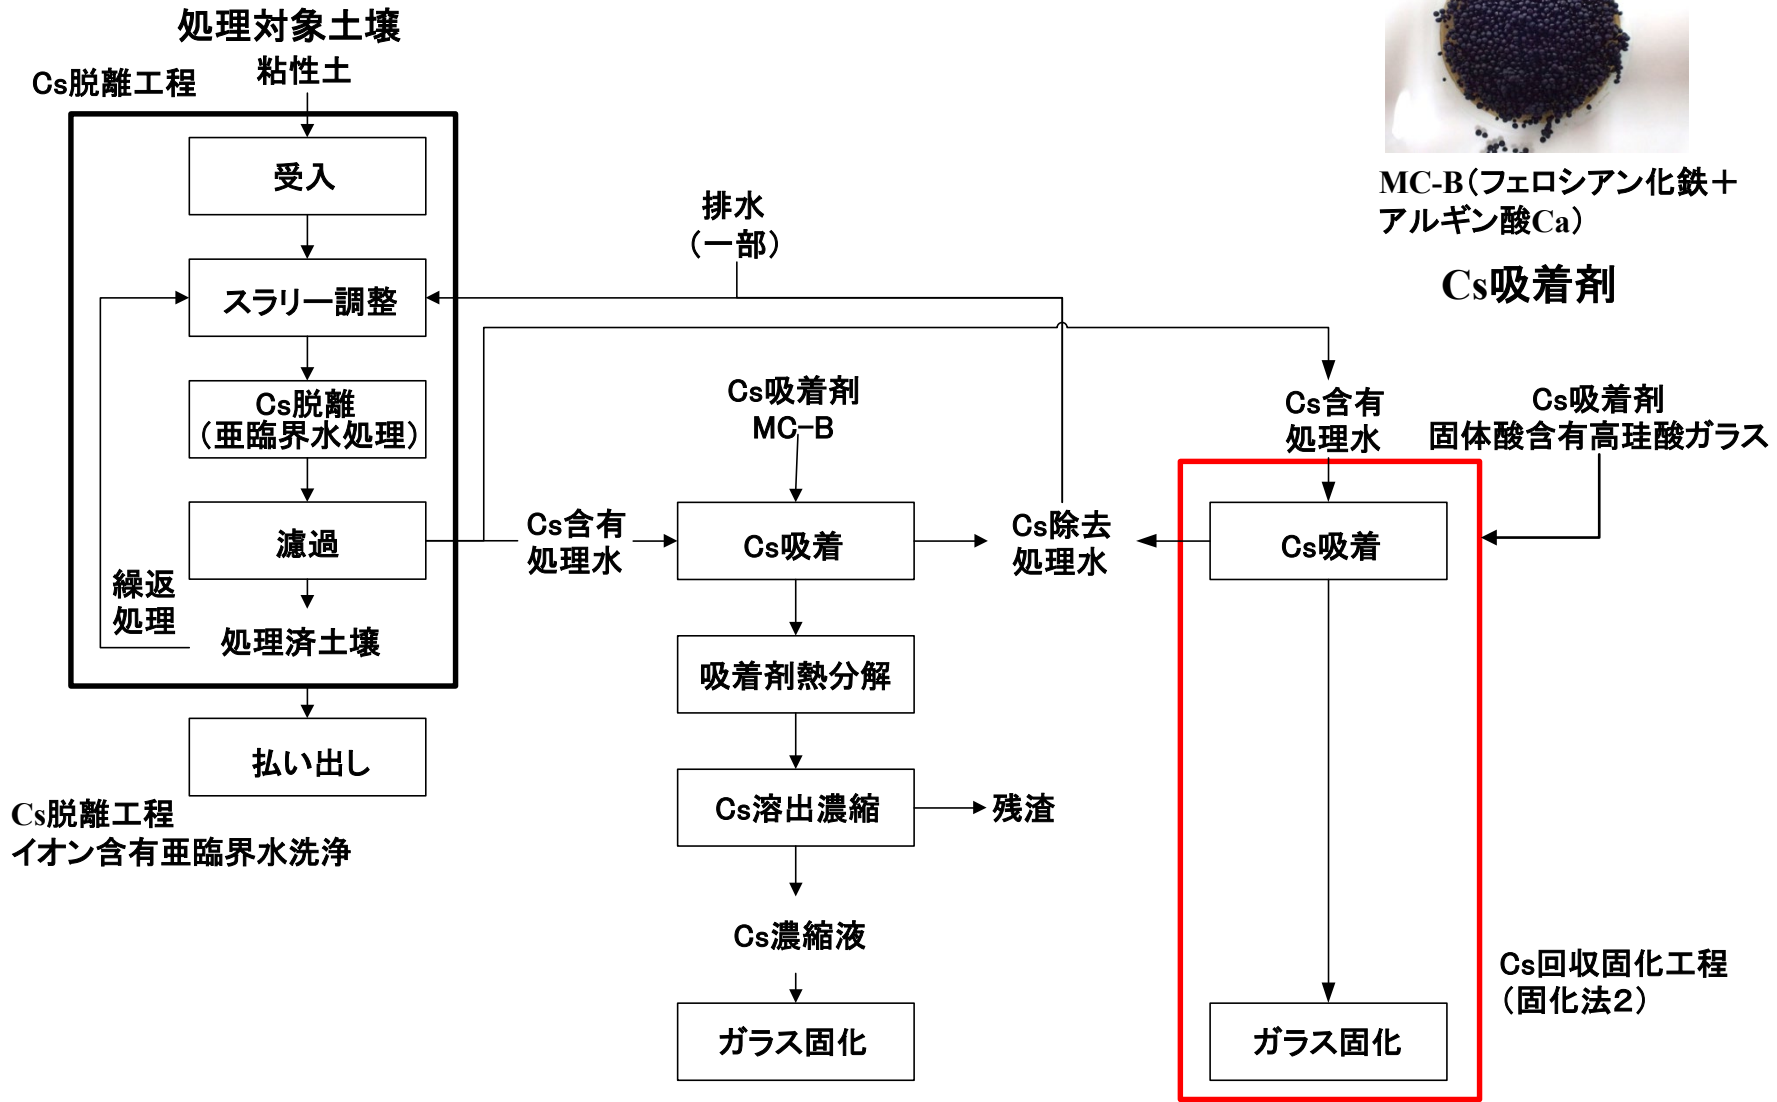 処理対象土壌
粘性土
Cs脱離工程
受入
スラリー調整
Cs脱離
（亜臨界水処理）
濾過
繰返
処理
処理済土壌
払い出し
Cs脱離工程
イオン含有亜臨界水洗浄
排水
（一部）
Cs吸着剤
MC-B
Cs含有
処理水
Cs吸着
吸着剤熱分解
Cs溶出濃縮
残渣
Cs濃縮液
ガラス固化
Cs除去
処理水
MC-B（フェロシアン化鉄＋
アルギン酸Ca）
Cs吸着剤
Cs含有
処理水
Cs吸着剤
固体酸含有高珪酸ガラス
Cs吸着
ガラス固化
Cs回収固化工程
（固化法２）